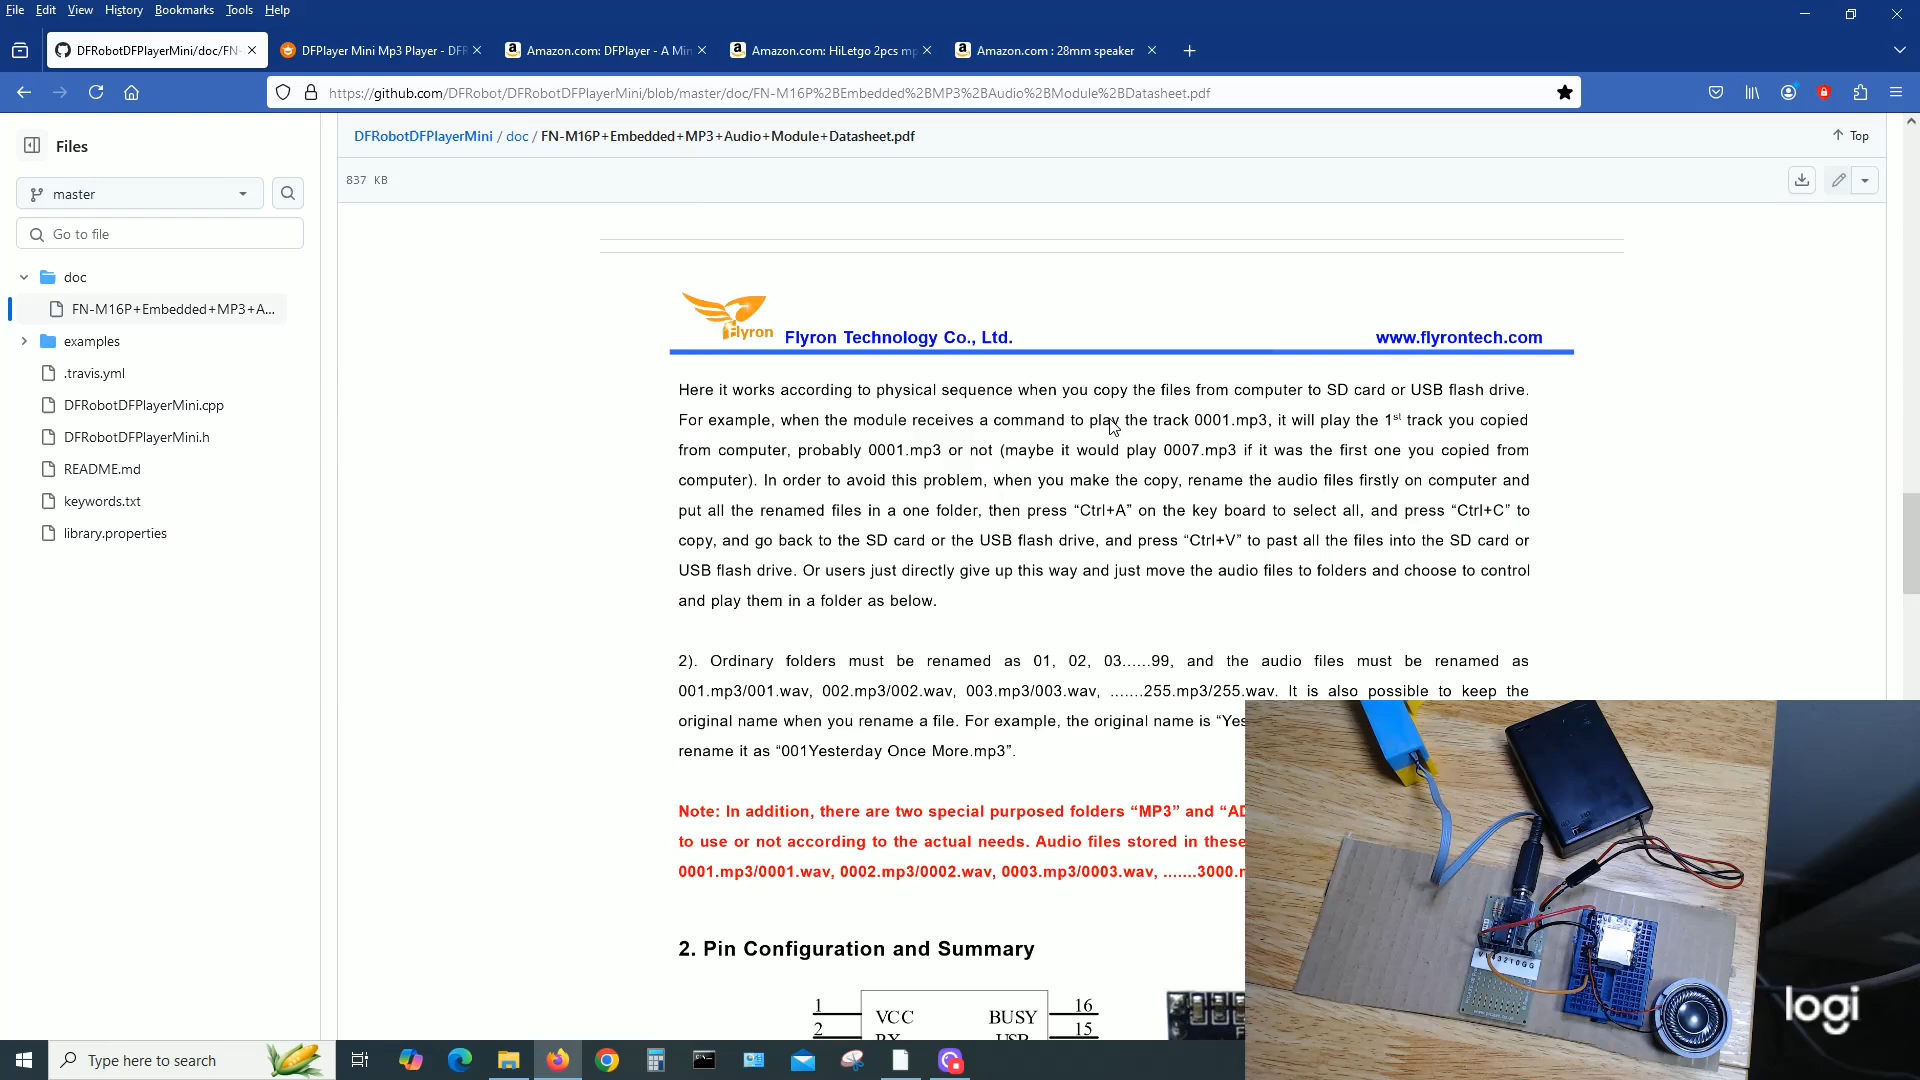 File Edit View History Bookmarks Tools Help
DFRobotDFPlayerMini/doc/FN-
DFPlayer Mini Mp3 Player - DFR
Amazon.com: DFPlayer - A Min
Amazon.com: HiLetgo 2pcs mp
Amazon.com : 28mm speaker
https://github.com/DFRobot/DFRobotDFPlayerMini/blob/master/doc/FN-M16P%2BEmbedded%2BMP3%2BAudio%2BModule%2BDatasheet.pdf
Files
master
Go to file
doc
FN-M16P+Embedded+MP3+A...
examples
.travis.yml
DFRobotDFPlayerMini.cpp
DFRobotDFPlayerMini.h
README.md
keywords.txt
library.properties
DFRobotDFPlayerMini / doc / FN-M16P+Embedded+MP3+Audio+Module+Datasheet.pdf
Top
837 KB
Flyron
Flyron Technology Co., Ltd.
www.flyrontech.com
Here it works according to physical sequence when you copy the files from computer to SD card or USB flash drive.
For example, when the module receives a command to play the track 0001.mp3, it will play the 1st track you copied
from computer, probably 0001.mp3 or not (maybe it would play 0007.mp3 if it was the first one you copied from
computer). In order to avoid this problem, when you make the copy, rename the audio files firstly on computer and
put all the renamed files in a one folder, then press “Ctrl+A” on the key board to select all, and press “Ctrl+C” to
copy, and go back to the SD card or the USB flash drive, and press “Ctrl+V” to past all the files into the SD card or
USB flash drive. Or users just directly give up this way and just move the audio files to folders and choose to control
and play them in a folder as below.
2). Ordinary folders must be renamed as 01, 02, 03......99, and the audio files must be renamed as
001.mp3/001.wav, 002.mp3/002.wav, 003.mp3/003.wav, .......255.mp3/255.wav. It is also possible to keep the
original name when you rename a file. For example, the original name is “Yes
rename it as “001Yesterday Once More.mp3”.
Note: In addition, there are two special purposed folders “MP3” and “AD
to use or not according to the actual needs. Audio files stored in these
0001.mp3/0001.wav, 0002.mp3/0002.wav, 0003.mp3/0003.wav, .......3000.m
2. Pin Configuration and Summary
1 VCC BUSY 16
2 RX USB 15
V 43210GG
logi
Type here to search